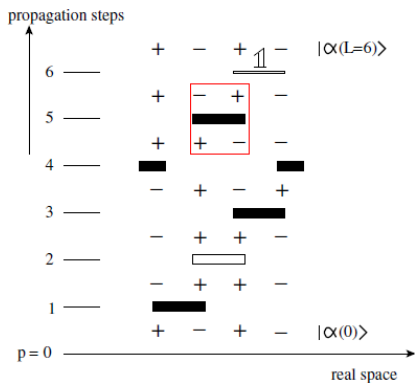 propagation steps
+ − + − |α(L=6)>
6 𝟙
+ − + −
5
+ + − −
4
− + − +
3
− + + −
2
− + + −
1
+ − + − |α(0)>
p = 0
real space